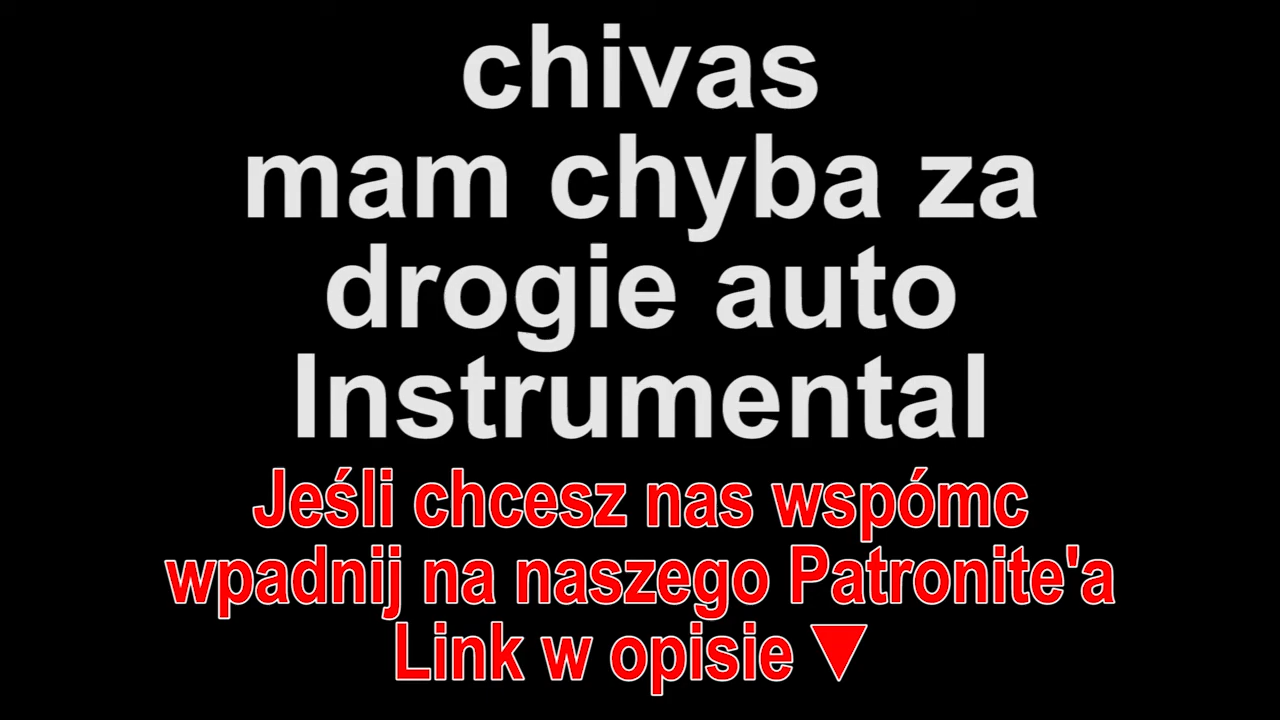 chivas
mam chyba za
drogie auto
Instrumental
Jeśli chcesz nas wspómc
wpadnij na naszego Patronite'a
Link w opisie ▼